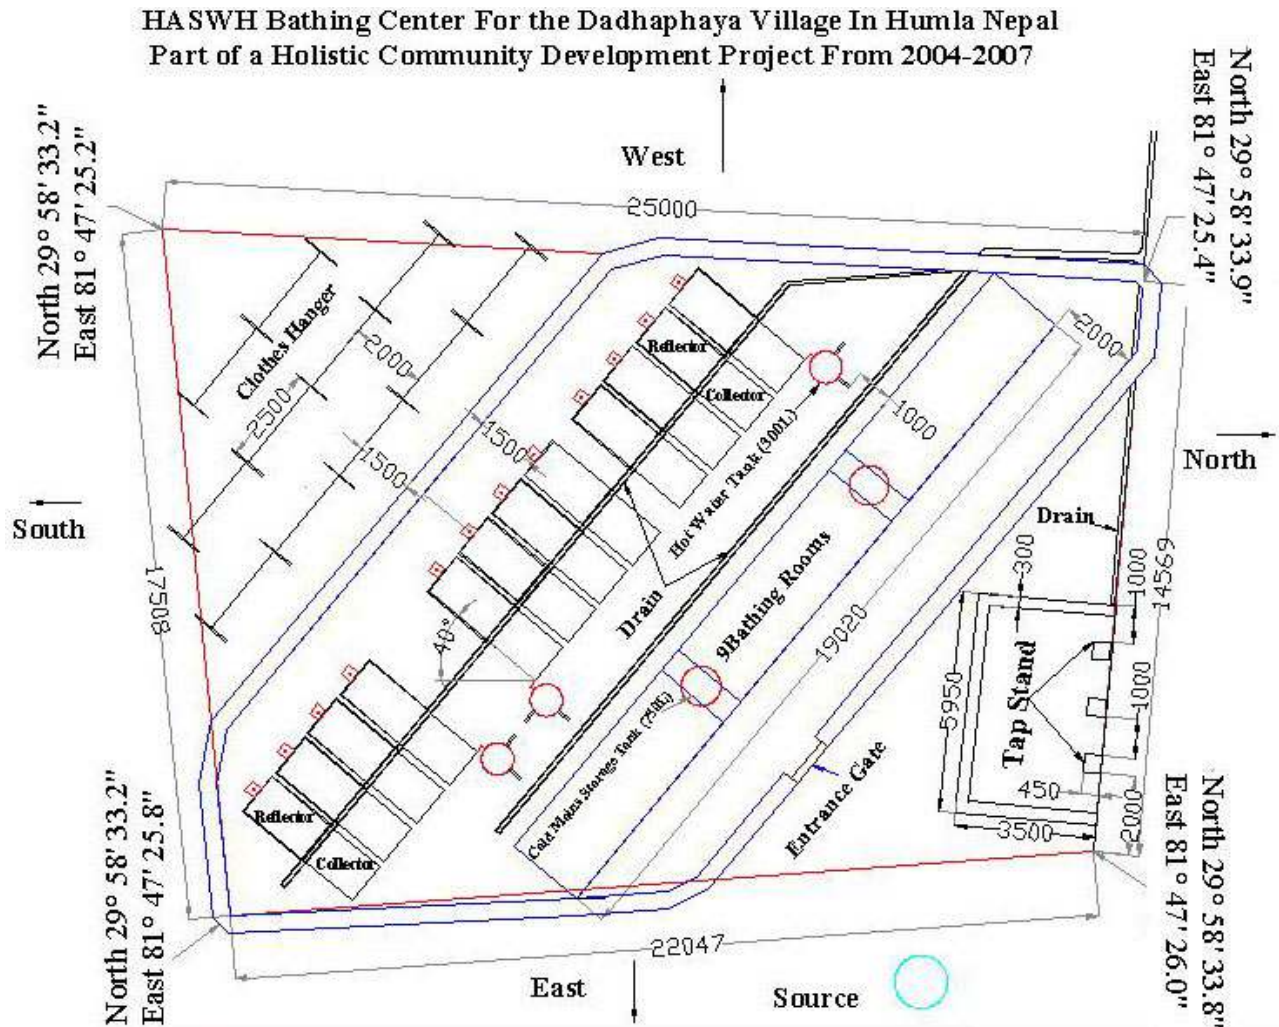 HASWH Bathing Center For the Dadhaphaya Village In Humla Nepal
Part of a Holistic Community Development Project From 2004-2007
North 29° 58' 33.2"
East 81° 47' 25.2"
West
North 29° 58' 33.9"
East 81° 47' 25.4"
25000
Clothes Hanger
2000
2500
1500
1500
Reflector
Collector
2000
1000
North
South
Hot Water Tank (300L)
Drain
300
1000
14569
17508
40°
Drain
9Bathing Rooms
19020
5950
Tap Stand
1000
Cold Mains Storage Tank (750L)
Entrance Gate
450
3500
2000
Reflector
Collector
North 29° 58' 33.2"
East 81° 47' 25.8"
North 29° 58' 33.8"
East 81° 47' 26.0"
22047
East
Source